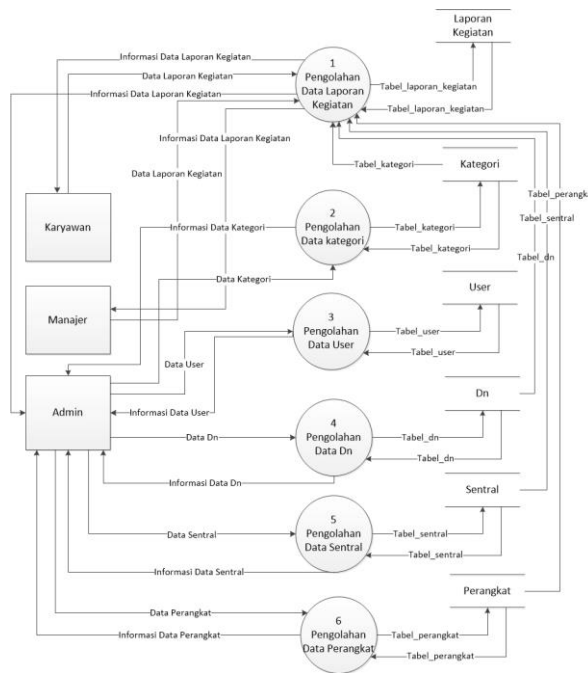 Laporan
Kegiatan
Informasi Data Laporan Kegiatan
1
Pengolahan
Data Laporan
Kegiatan
Data Laporan Kegiatan
Tabel_laporan_kegiatan
Informasi Data Laporan Kegiatan
Tabel_laporan_kegiatan
Informasi Data Laporan Kegiatan
Tabel_kategori
Kategori
Data Laporan Kegiatan
Tabel_perangka
Karyawan
Informasi Data Kategori
2
Pengolahan
Data kategori
Tabel_kategori
Tabel_sentral
Tabel_kategori
Tabel_dn
Data Kategori
User
Manajer
3
Pengolahan
Data User
Tabel_user
Tabel_user
Data User
Dn
Admin
Informasi Data User
4
Pengolahan
Data Dn
Data Dn
Tabel_dn
Tabel_dn
Informasi Data Dn
Sentral
5
Pengolahan
Data Sentral
Data Sentral
Tabel_sentral
Tabel_sentral
Informasi Data Sentral
Perangkat
Data Perangkat
6
Pengolahan
Data Perangkat
Informasi Data Perangkat
Tabel_perangkat
Tabel_perangkat